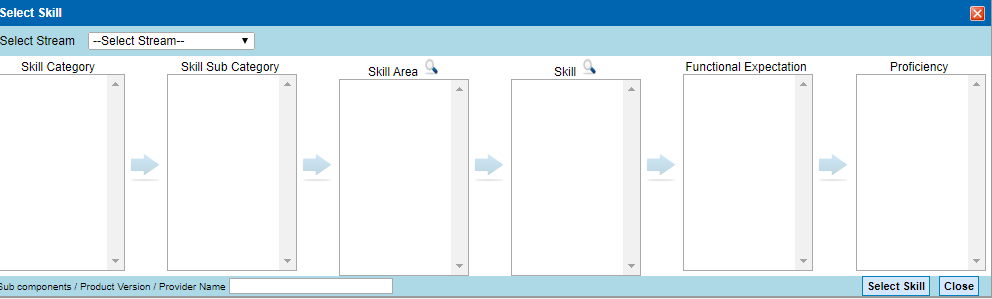 Select Skill
Select Stream --Select Stream--
Skill Category Skill Sub Category Skill Area Skill Functional Expectation Proficiency
Sub components / Product Version / Provider Name Select Skill Close